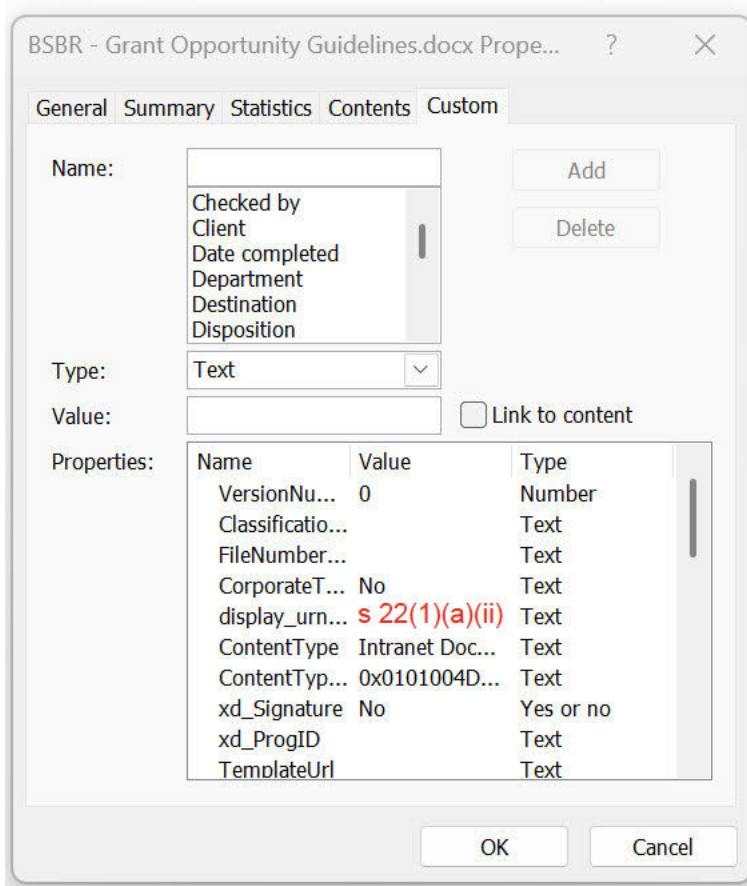 BSBR - Grant Opportunity Guidelines.docx Prope... ?
General Summary Statistics Contents Custom
Name:
Add
Checked by
Client
Date completed
Department
Destination
Disposition
Delete
Type: Text
Value: Link to content
Properties: Name Value Type
VersionNu... 0 Number
Classificatio... Text
FileNumber... Text
CorporateT... No Text
display_urn... s 22(1)(a)(ii) Text
ContentType Intranet Doc... Text
ContentTyp... 0x0101004D... Text
xd_Signature No Yes or no
xd_ProgID Text
TemplateUrl Text
OK Cancel